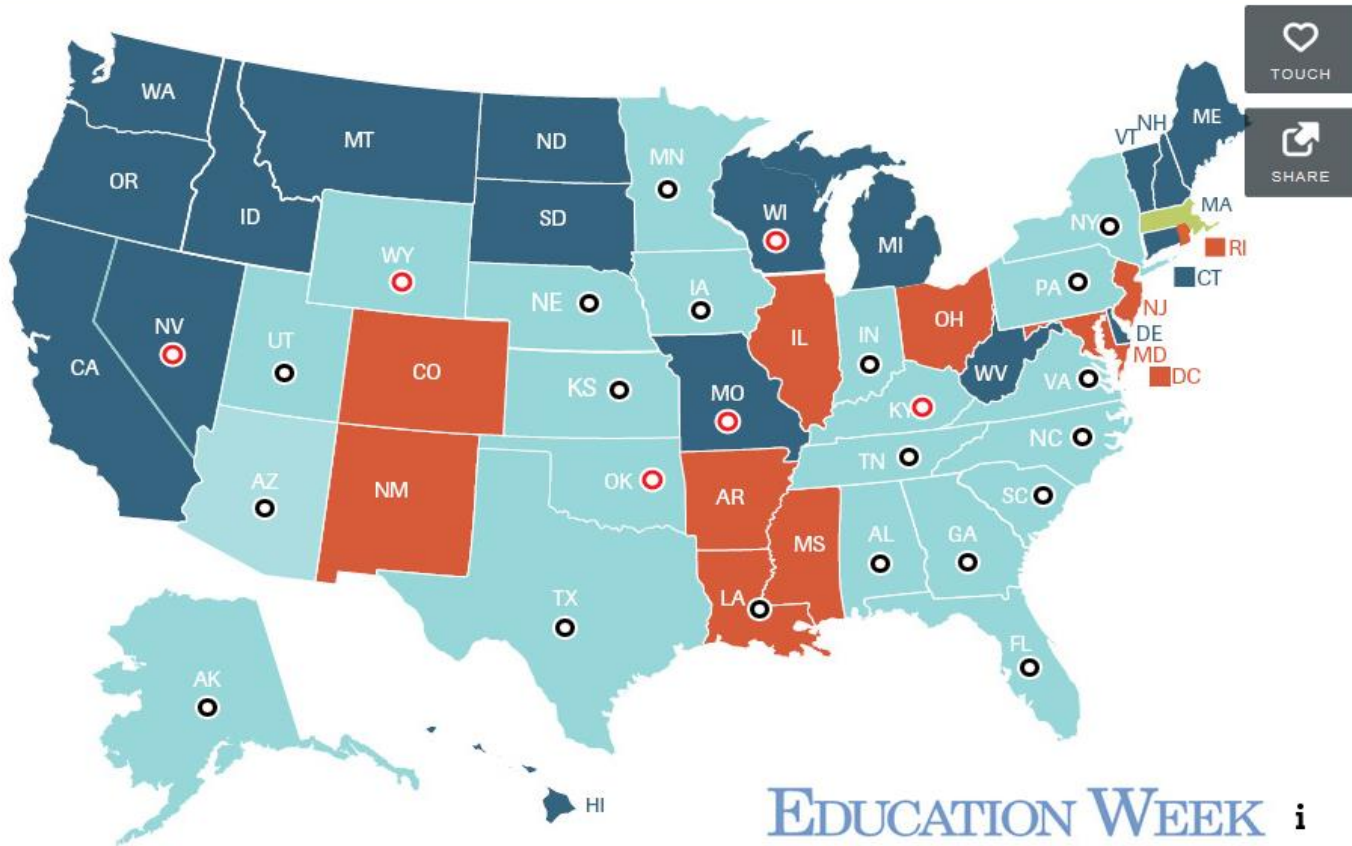 TOUCH
SHARE
WA
MT
ND
MN
VT
NH
ME
OR
ID
SD
WI
MI
NY
MA
RI
CT
WY
NE
IA
PA
NJ
NV
UT
IL
IN
OH
DE
MD
DC
CA
CO
KS
MO
WV
VA
KY
AZ
NM
OK
AR
TN
NC
SC
MS
AL
GA
TX
LA
FL
AK
HI
EDUCATION WEEK i